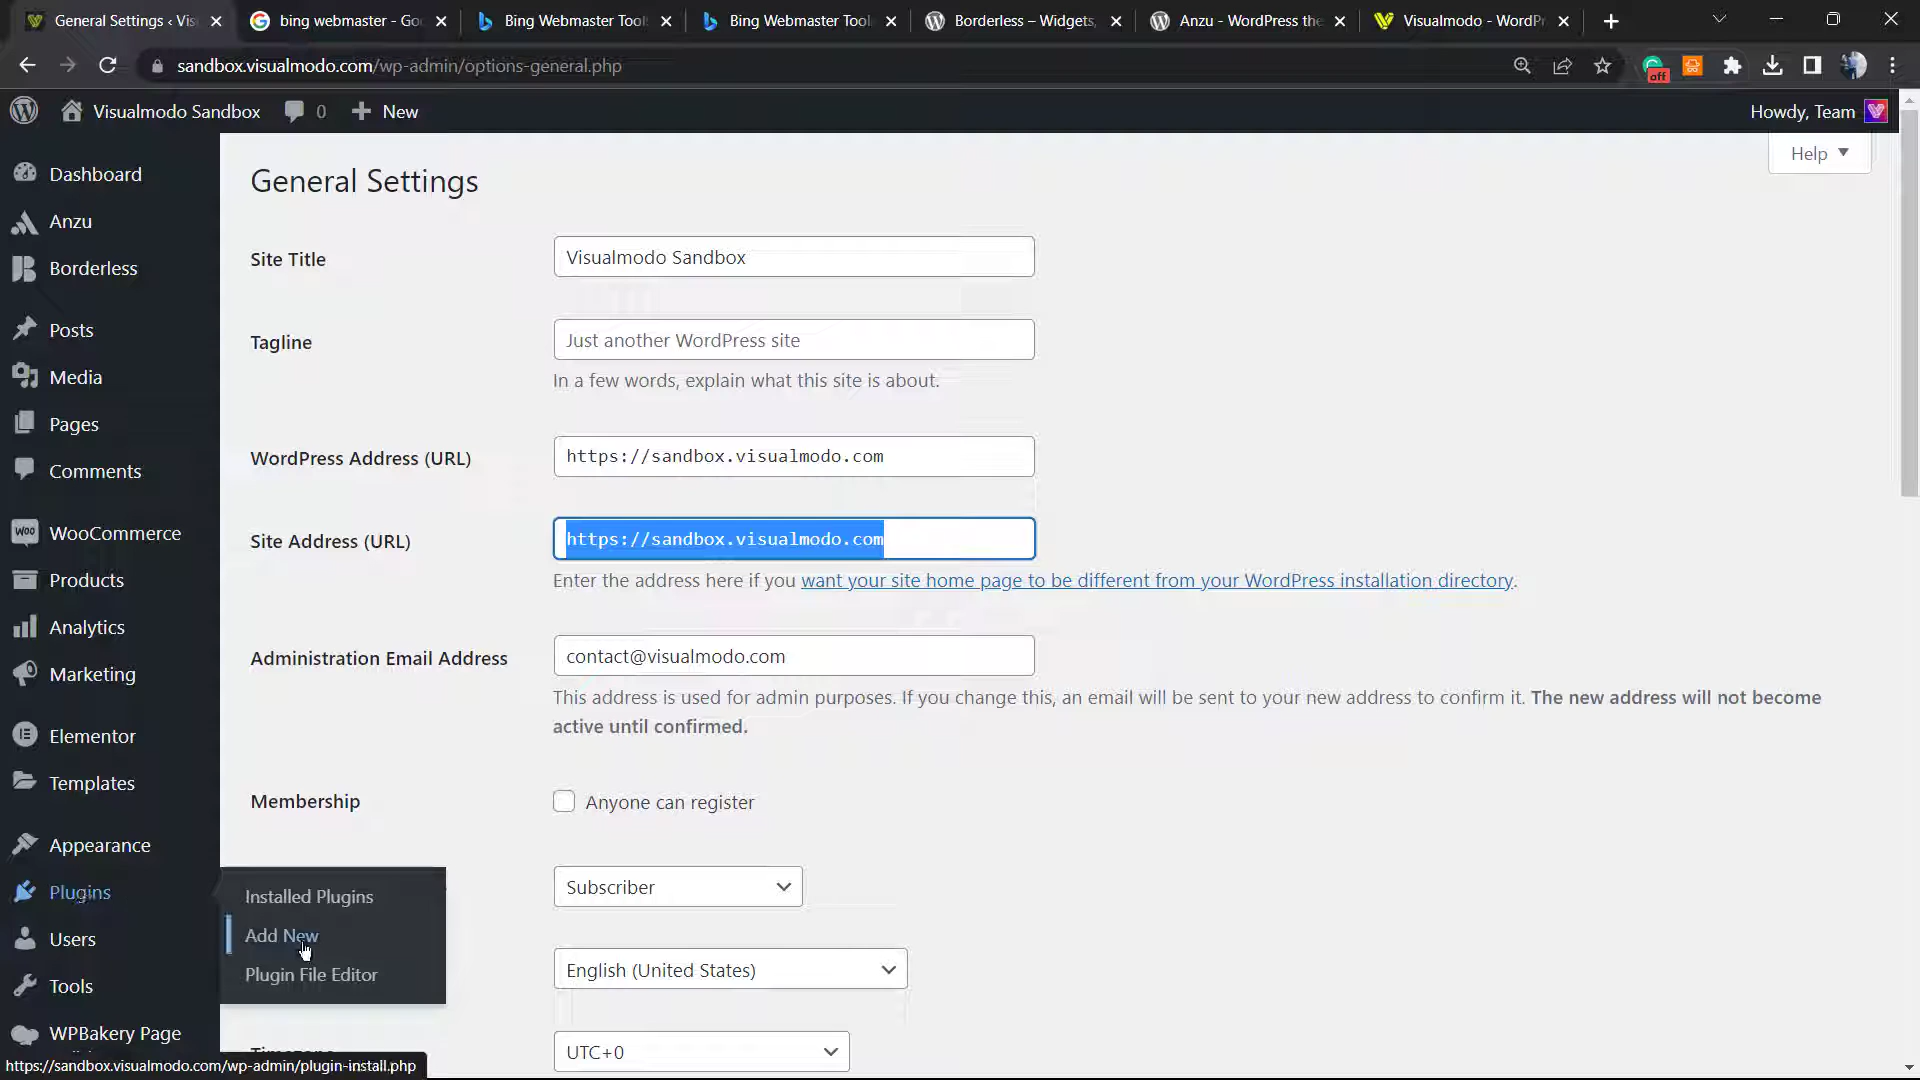 General Settings ‹ Vis
bing webmaster - Goo
Bing Webmaster Tool
Bing Webmaster Tool
Borderless – Widgets,
Anzu - WordPress the
Visualmodo - WordPr
sandbox.visualmodo.com/wp-admin/options-general.php
off
Visualmodo Sandbox
0
New
Howdy, Team
Help
Dashboard
Anzu
Borderless
Posts
Media
Pages
Comments
WooCommerce
Products
Analytics
Marketing
Elementor
Templates
Appearance
Plugins
Users
Tools
WPBakery Page
Installed Plugins
Add New
Plugin File Editor
General Settings
Site Title
Visualmodo Sandbox
Tagline
Just another WordPress site
In a few words, explain what this site is about.
WordPress Address (URL)
https://sandbox.visualmodo.com
Site Address (URL)
https://sandbox.visualmodo.com
Enter the address here if you want your site home page to be different from your WordPress installation directory.
Administration Email Address
contact@visualmodo.com
This address is used for admin purposes. If you change this, an email will be sent to your new address to confirm it. The new address will not become
active until confirmed.
Membership
Anyone can register
Subscriber
English (United States)
UTC+0
https://sandbox.visualmodo.com/wp-admin/plugin-install.php